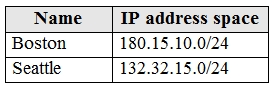 Name IP address space
Boston 180.15.10.0/24
Seattle 132.32.15.0/24